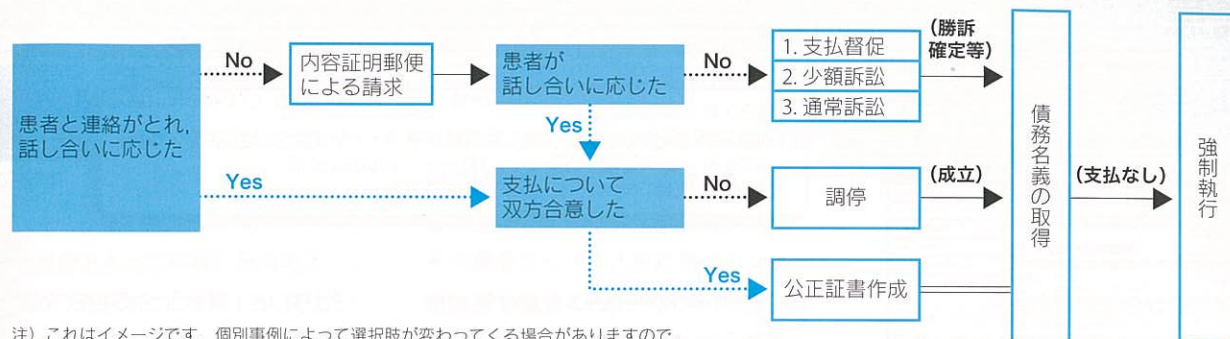 患者と連絡がとれ,
話し合いに応じた
No
内容証明郵便
による請求
患者が
話し合いに応じた
No
1. 支払督促
2. 少額訴訟
3. 通常訴訟
(勝訴
確定等)
Yes
Yes
支払について
双方合意した
No
調停
(成立)
Yes
公正証書作成
債務名義の取得
(支払なし)
強制執行
注）これはイメージです。個別事例によって選択肢が変わってくる場合がありますので,